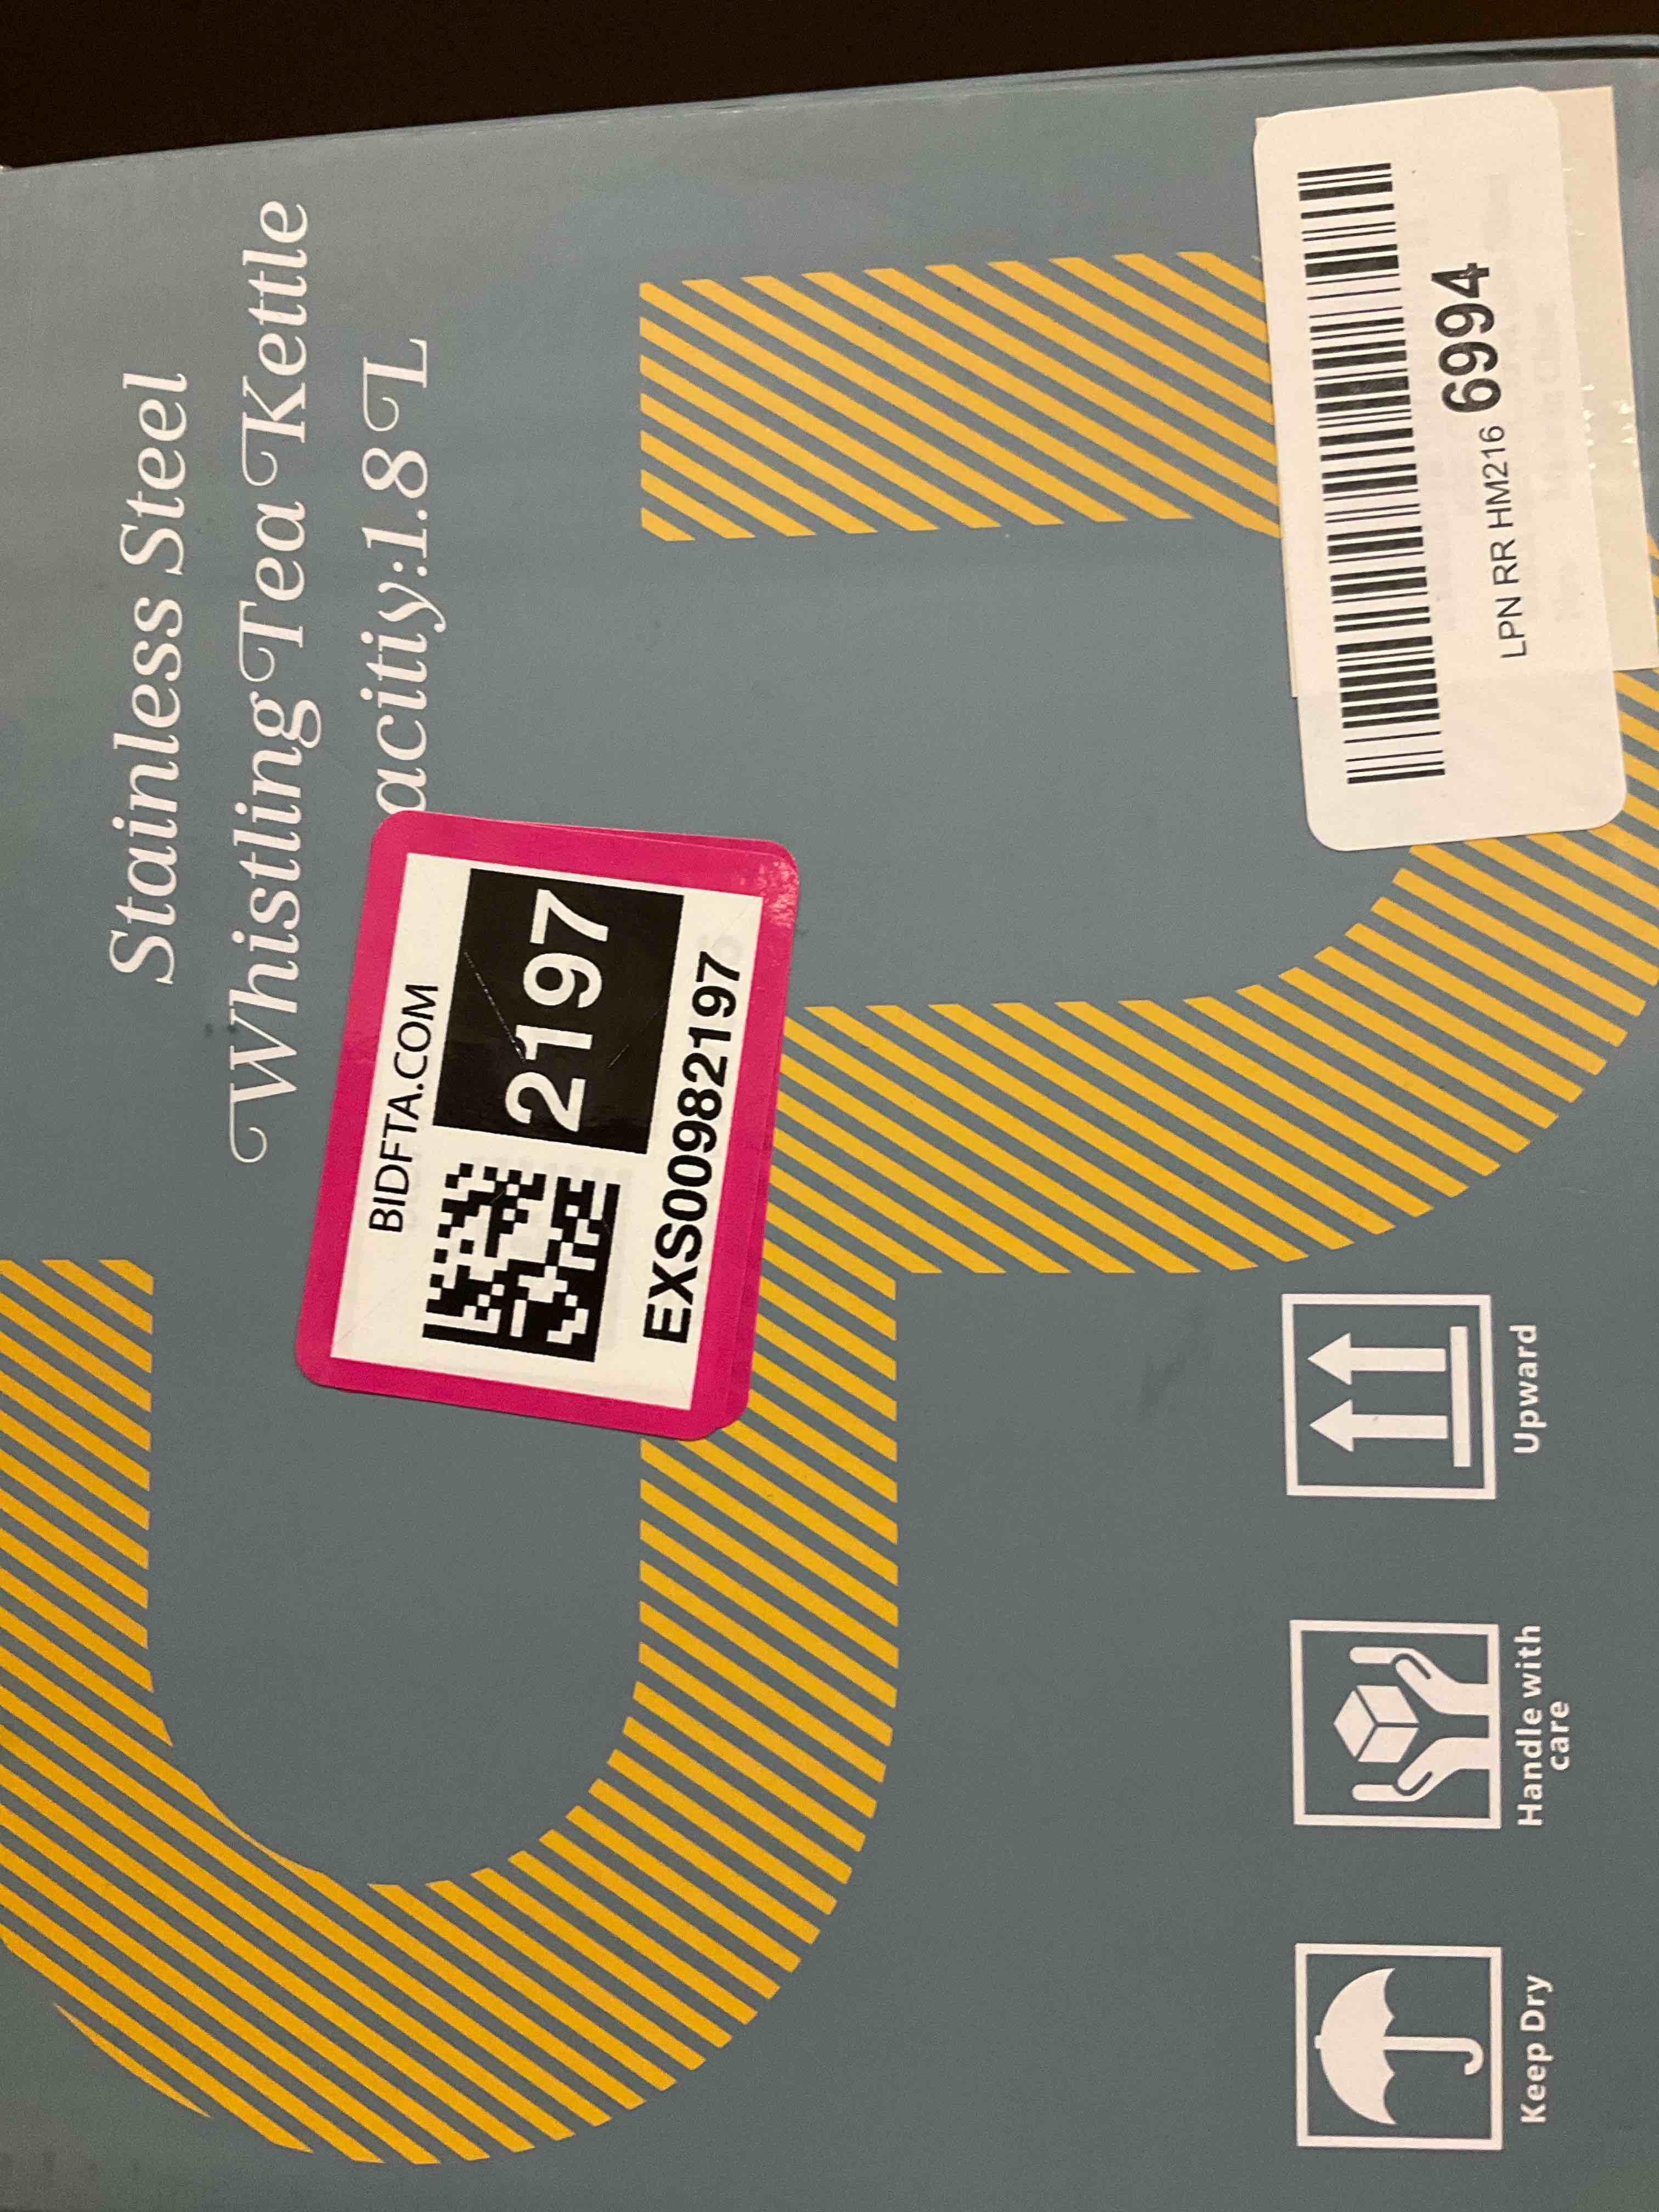 Stainless Steel
Whistling Tea Kettle
acitiy:1.8 L
BIDFTA.COM
2197
EXS00982197
LPN RR HM216 6994
Keep Dry
Handle with
care
Upward